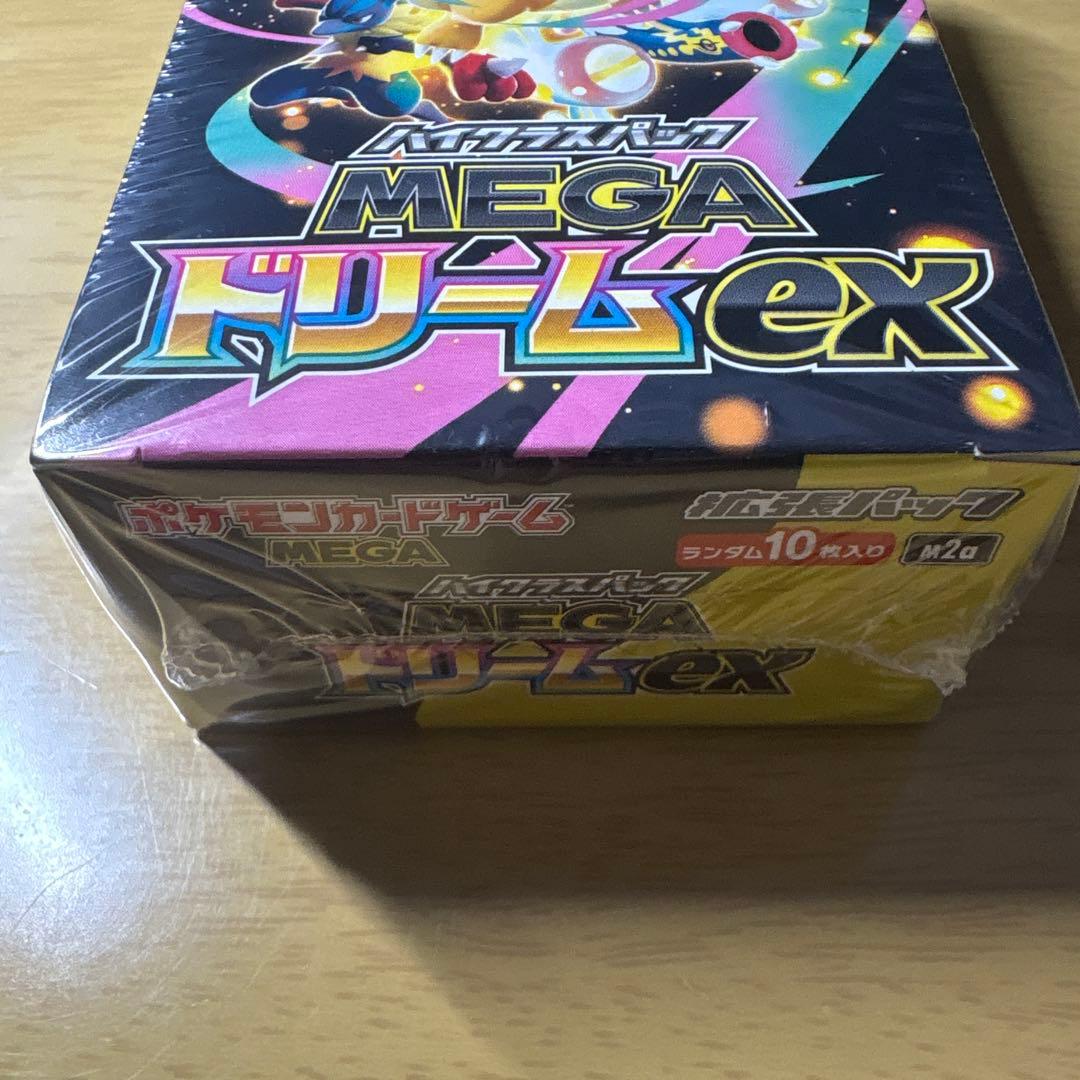 ハイクラスパック
MEGA
ドリームex
ポケモンカードゲーム
MEGA
拡張パック
ランダム10枚入り M2a
ハイクラスパック
MEGA
ドリームex